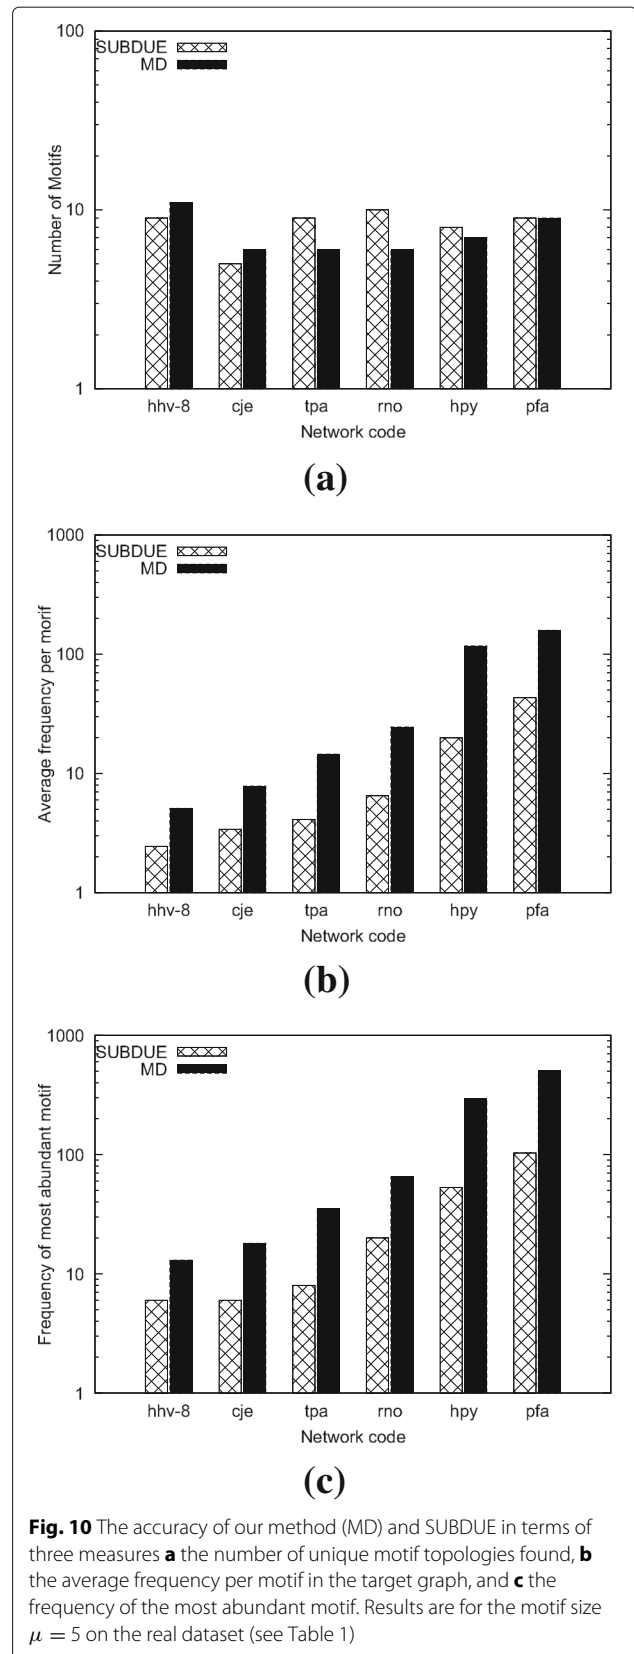 100
SUBDUE
MD
Number of Motifs
10
1
hhv-8 cje tpa rno hpy pfa
Network code
(a)
1000
SUBDUE
MD
Average frequency per morif
100
10
1
hhv-8 cje tpa rno hpy pfa
Network code
(b)
1000
SUBDUE
MD
Frequency of most abundant motif
100
10
1
hhv-8 cje tpa rno hpy pfa
Network code
(c)
Fig. 10 The accuracy of our method (MD) and SUBDUE in terms of
three measures a the number of unique motif topologies found, b
the average frequency per motif in the target graph, and c the
frequency of the most abundant motif. Results are for the motif size
μ = 5 on the real dataset (see Table 1)